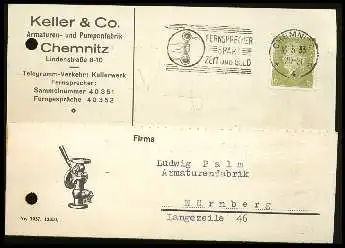 Keller & Co.
Armaturen- und Pumpenfabrik
Chemnitz
Lindenstraße 8-10
Telegramm-Verkehr: Kellerwerk
Fernsprecher:
Sammelnummer 40351
Ferngespräche 40352
FERNSPRECHER
SPART
ZEIT UND GELD
CHEMNITZ
Firma
Ludwig Palm
Armaturenfabrik
Nürnberg
Langezeile 46